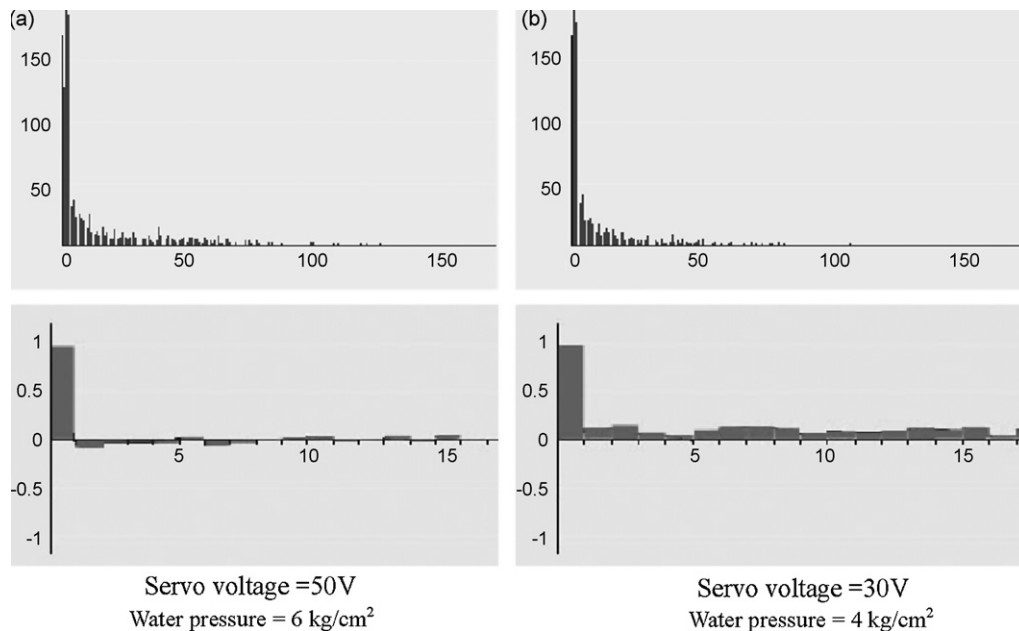 (a)
150
100
50
0 50 100 150
(b)
150
100
50
0 50 100 150
1
0.5
0
-0.5
-1
5 10 15
1
0.5
0
-0.5
-1
5 10 15
Servo voltage =50V
Water pressure = 6 kg/cm²
Servo voltage =30V
Water pressure = 4 kg/cm²